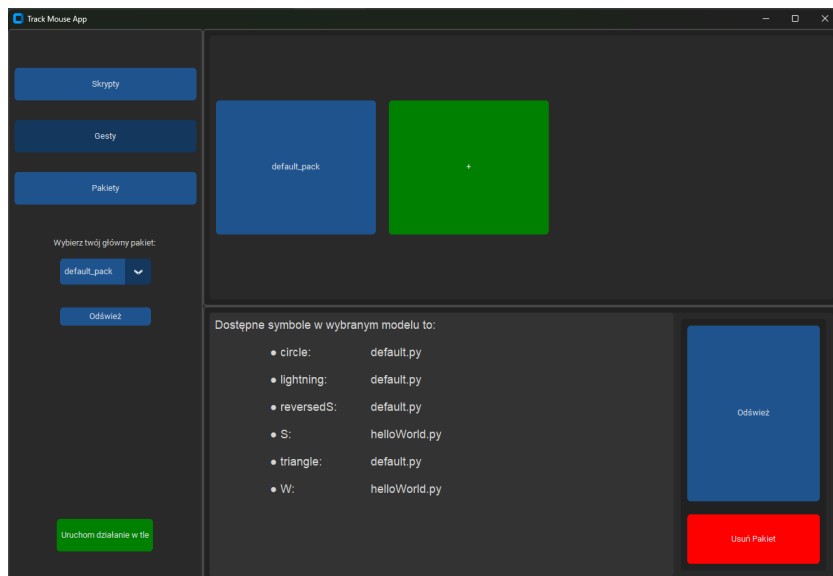 Track Mouse App
Skrypty
Gesty
Pakiety
Wybierz twój główny pakiet:
default_pack
Odśwież
Uruchom działanie w tle
default_pack
+
Dostępne symbole w wybranym modelu to:
● circle: default.py
● lightning: default.py
● reversedS: default.py
● S: helloWorld.py
● triangle: default.py
● W: helloWorld.py
Odśwież
Usuń Pakiet